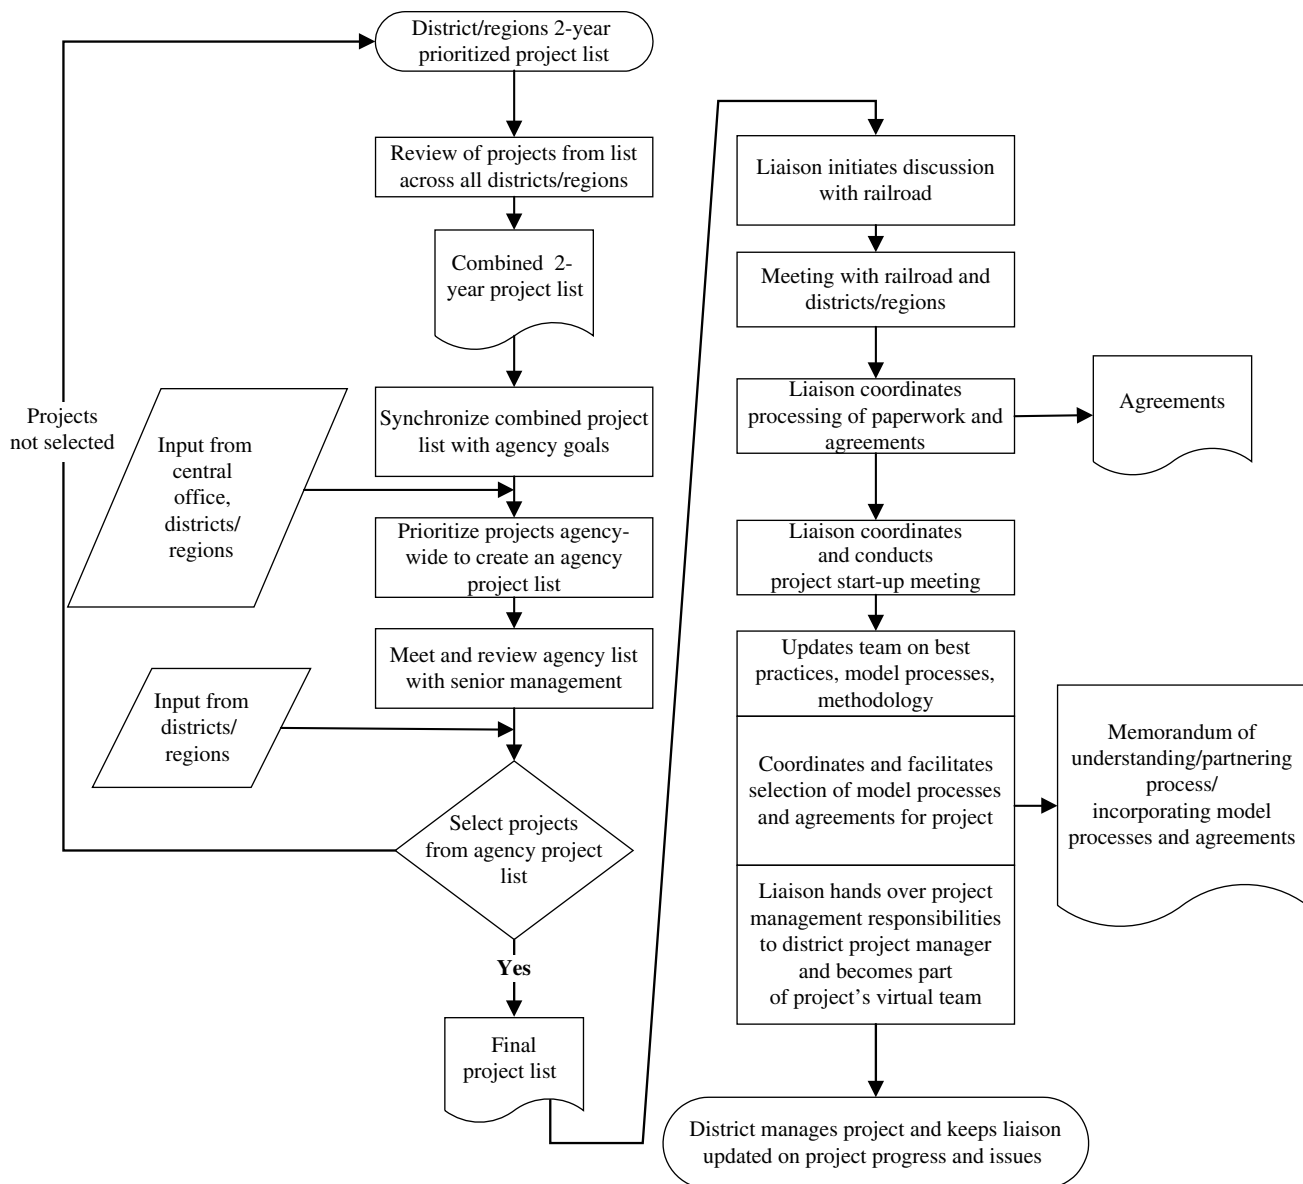 District/regions 2-year
prioritized project list
Review of projects from list
across all districts/regions
Combined 2-
year project list
Synchronize combined project
list with agency goals
Projects
not selected
Input from
central
office,
districts/
regions
Prioritize projects agency-
wide to create an agency
project list
Meet and review agency list
with senior management
Input from
districts/
regions
Select projects
from agency project
list
Yes
Final
project list
Liaison initiates discussion
with railroad
Meeting with railroad and
districts/regions
Liaison coordinates
processing of paperwork and
agreements
Agreements
Liaison coordinates
and conducts
project start-up meeting
Updates team on best
practices, model processes,
methodology
Coordinates and facilitates
selection of model processes
and agreements for project
Memorandum of
understanding/partnering
process/
incorporating model
processes and agreements
Liaison hands over project
management responsibilities
to district project manager
and becomes part
of project’s virtual team
District manages project and keeps liaison
updated on project progress and issues